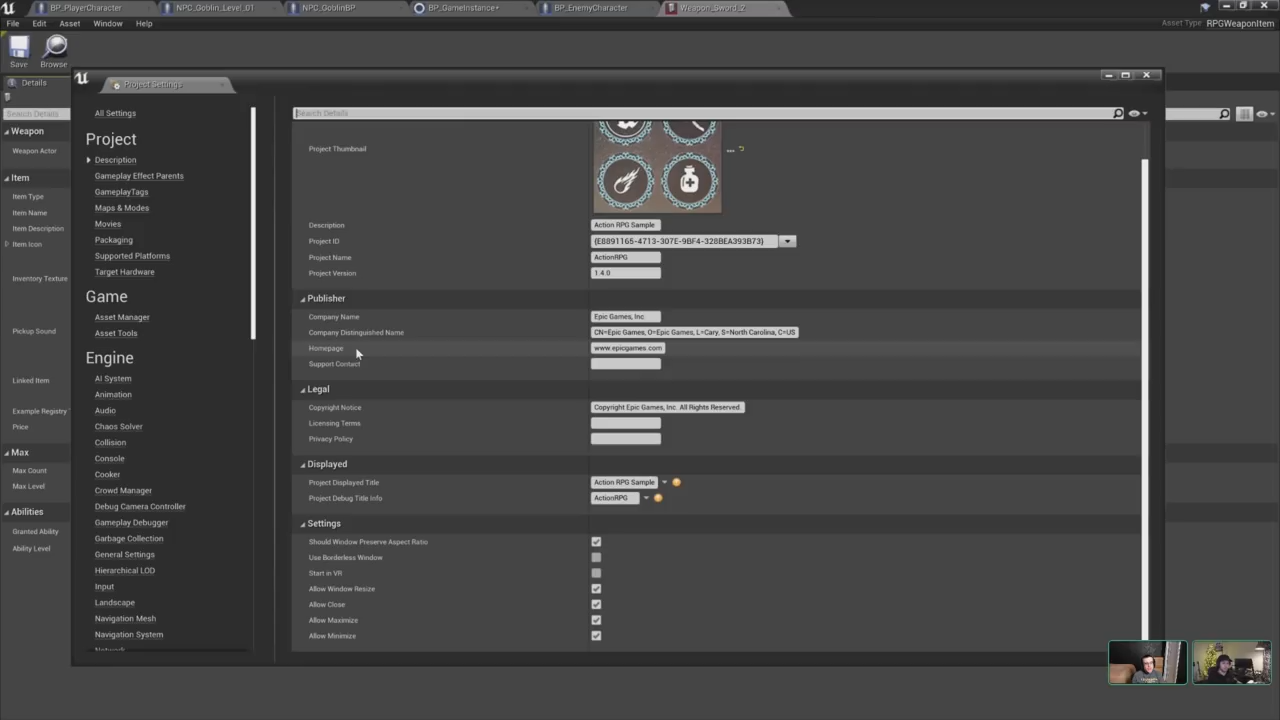 BP_PlayerCharacter
NPC_Goblin_Level_01
NPC_GoblinBP
BP_GameInstance+
BP_EnemyCharacter
Weapon_Sword_2
File
Edit
Asset
Window
Help
Asset Type:
RPGWeaponItem
Save
Browse
Details
Project Settings
Search Details
Weapon
Weapon Actor
Item
Item Type
Item Name
Item Description
Item Icon
Inventory Texture
Pickup Sound
Linked Item
Example Registry
Price
Max
Max Count
Max Level
Abilities
Granted Ability
Ability Level
All Settings
Project
Description
Gameplay Effect Parents
GameplayTags
Maps & Modes
Movies
Packaging
Supported Platforms
Target Hardware
Game
Asset Manager
Asset Tools
Engine
AI System
Animation
Audio
Chaos Solver
Collision
Console
Cooker
Crowd Manager
Debug Camera Controller
Gameplay Debugger
Garbage Collection
General Settings
Hierarchical LOD
Input
Landscape
Navigation Mesh
Navigation System
Network
Search Details
Project Thumbnail
Description
Action RPG Sample
Project ID
{E8891165-4713-307E-9BF4-328BEA393B73}
Project Name
ActionRPG
Project Version
1.4.0
Publisher
Company Name
Epic Games, Inc
Company Distinguished Name
CN=Epic Games, O=Epic Games, L=Cary, S=North Carolina, C=US
Homepage
www.epicgames.com
Support Contact
Legal
Copyright Notice
Copyright Epic Games, Inc. All Rights Reserved.
Licensing Terms
Privacy Policy
Displayed
Project Displayed Title
Action RPG Sample
Project Debug Title Info
ActionRPG
Settings
Should Window Preserve Aspect Ratio
Use Borderless Window
Start in VR
Allow Window Resize
Allow Close
Allow Maximize
Allow Minimize